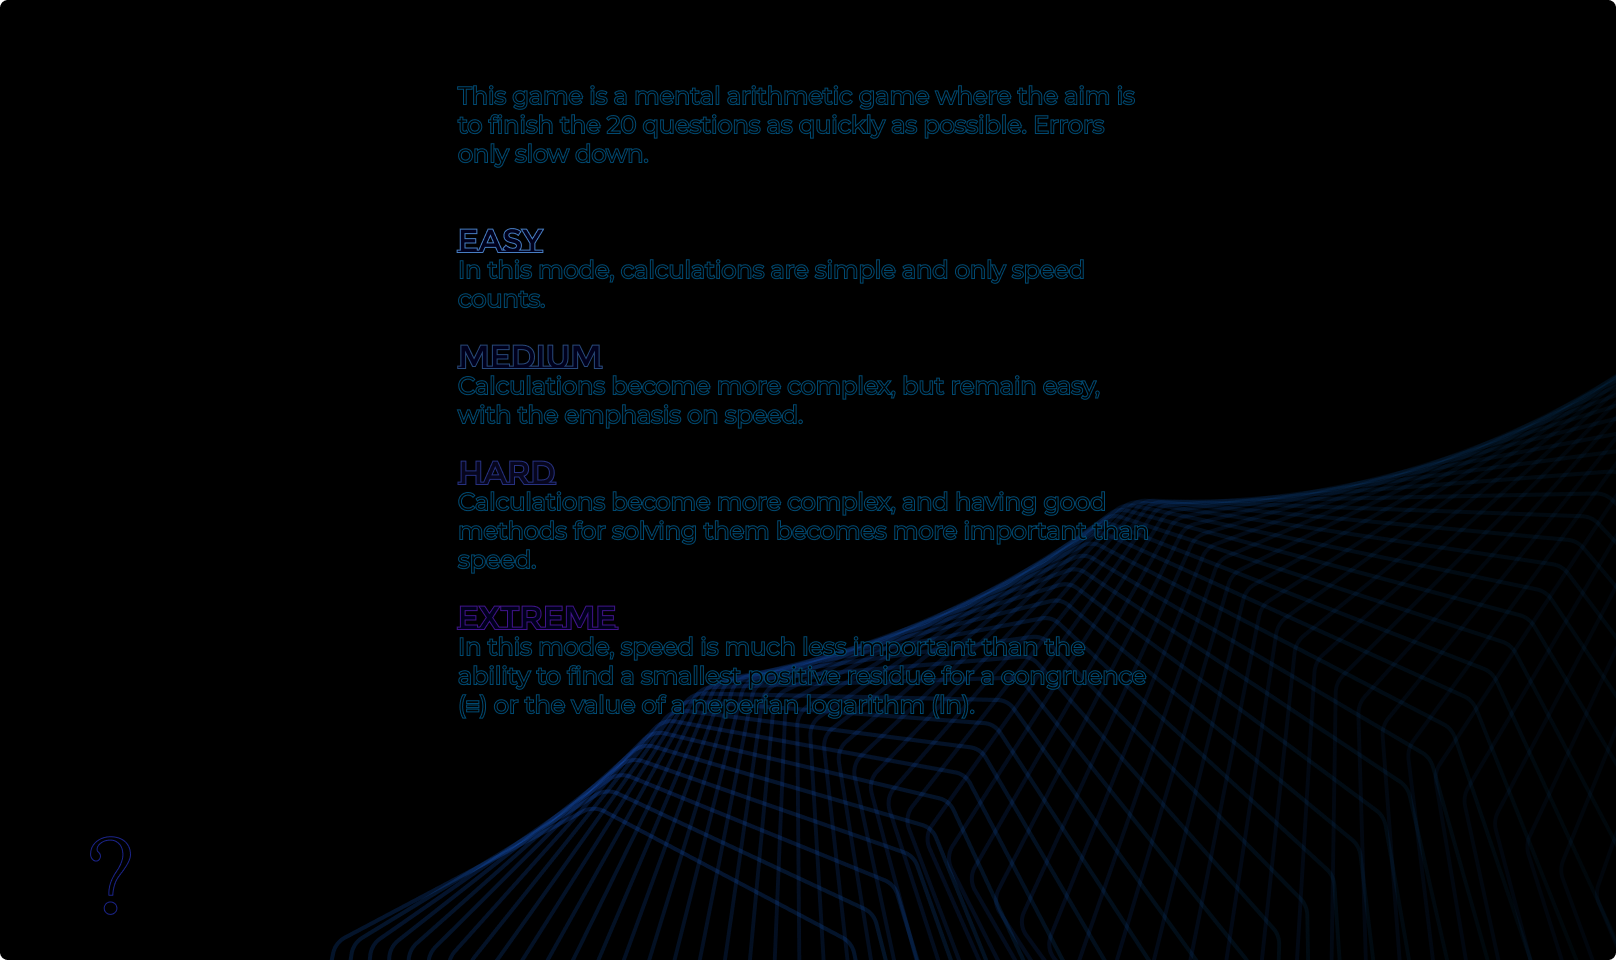 This game is a mental arithmetic game where the aim is
to finish the 20 questions as quickly as possible. Errors
only slow down.
EASY
In this mode, calculations are simple and only speed
counts.
MEDIUM
Calculations become more complex, but remain easy,
with the emphasis on speed.
HARD
Calculations become more complex, and having good
methods for solving them becomes more important than
speed.
EXTREME
In this mode, speed is much less important than the
ability to find a smallest positive residue for a congruence
(≡) or the value of a neperian logarithm (ln).
?